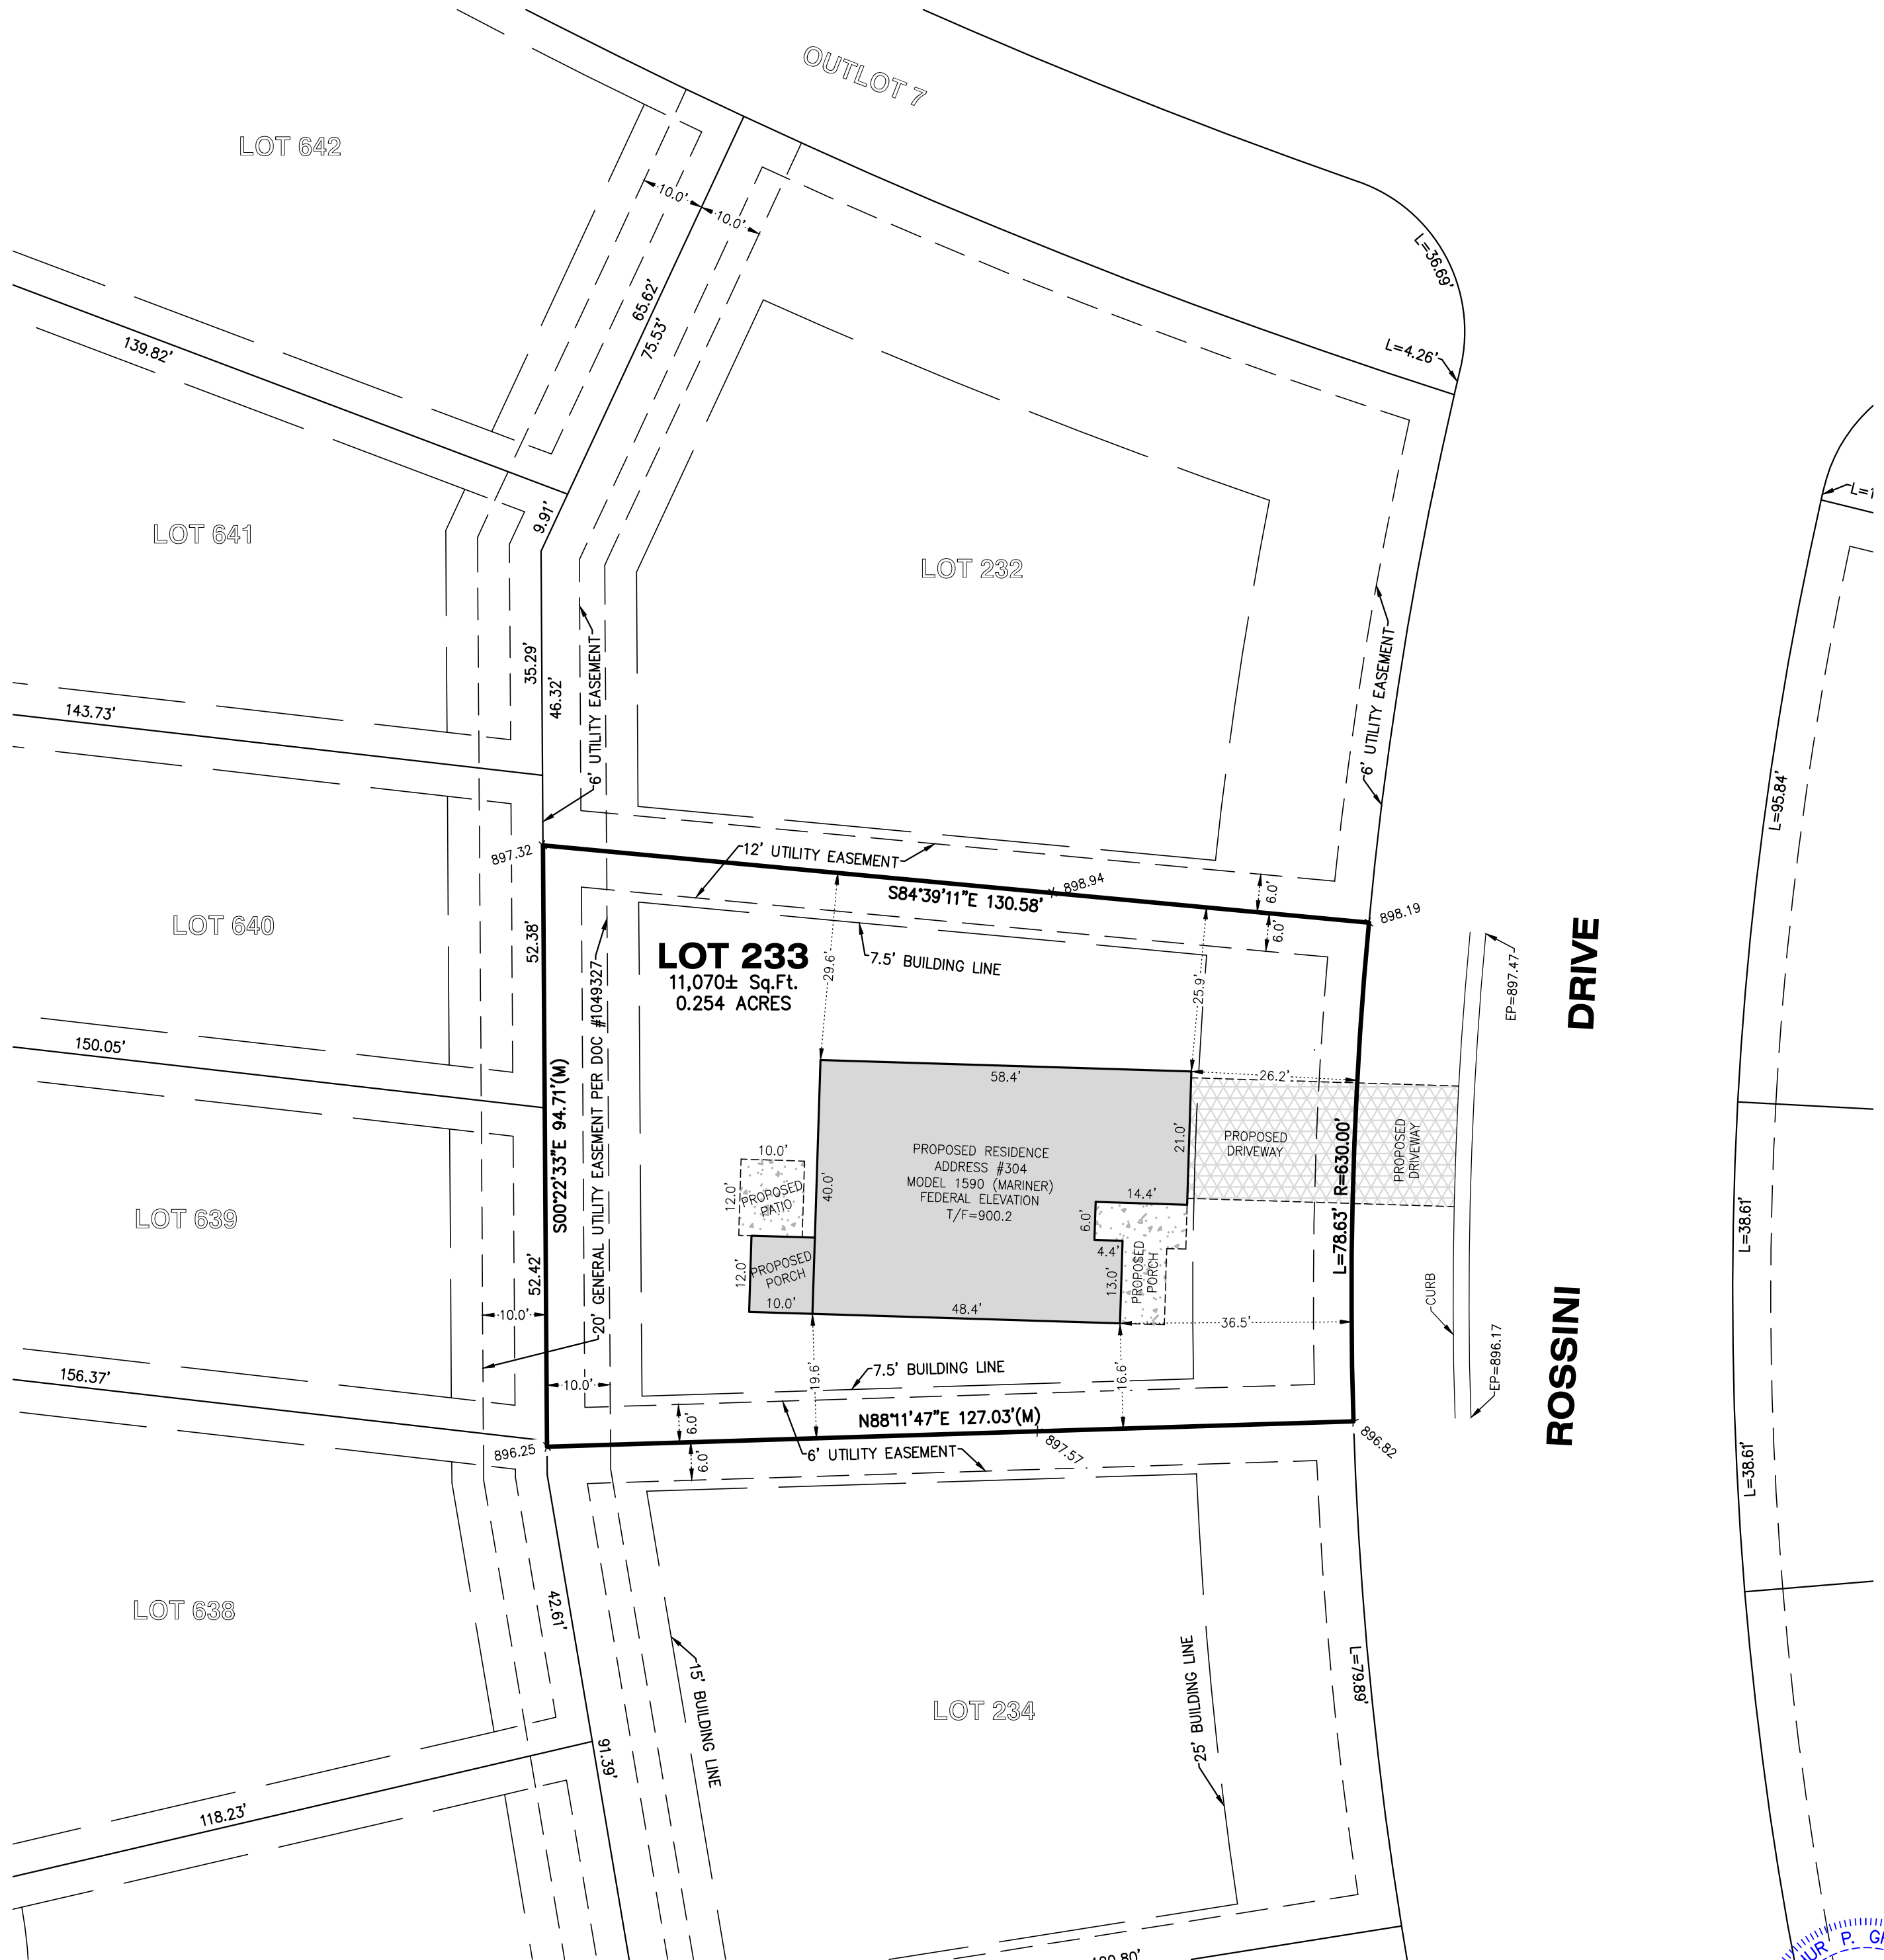 OUTLOT 7
LOT 642
10.0'
10.0'
L=36.69'
65.62'
75.53'
139.82'
L=4.26'
9.91'
LOT 641
LOT 232
L=1
35.29'
46.32'
6' UTILITY EASEMENT
6' UTILITY EASEMENT
143.73'
L=95.84'
897.32
12' UTILITY EASEMENT
S84°39'11"E 130.58'
898.94
6.0'
6.0'
898.19
LOT 640
52.38'
LOT 233
11,070± Sq.Ft.
0.254 ACRES
29.6'
7.5' BUILDING LINE
25.9'
EP=897.47
DRIVE
150.05'
S00°22'33"E 94.71'(M)
20' GENERAL UTILITY EASEMENT PER DOC #1049327
58.4'
26.2'
PROPOSED RESIDENCE
ADDRESS #304
MODEL 1590 (MARINER)
FEDERAL ELEVATION
T/F=900.2
21.0'
PROPOSED
DRIVEWAY
L=78.63' R=630.00'
PROPOSED
DRIVEWAY
10.0'
12.0'
PROPOSED
PATIO
40.0'
14.4'
6.0'
4.4'
13.0'
PROPOSED
PORCH
LOT 639
52.42'
12.0'
PROPOSED
PORCH
10.0'
48.4'
36.5'
CURB
L=38.61'
10.0'
EP=896.17
ROSSINI
156.37'
10.0'
19.6'
7.5' BUILDING LINE
16.6'
6.0'
N88°11'47"E 127.03'(M)
896.25
6.0'
6' UTILITY EASEMENT
897.57
896.82
L=38.61'
LOT 638
42.61'
15' BUILDING LINE
LOT 234
25' BUILDING LINE
L=79.89'
91.39'
118.23'